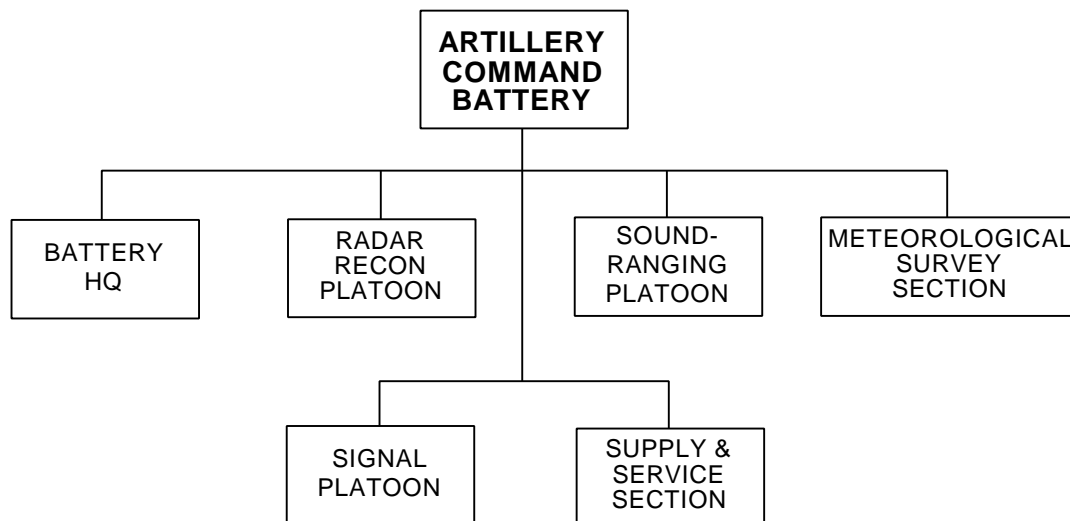 ARTILLERY
COMMAND
BATTERY
BATTERY
HQ
RADAR
RECON
PLATOON
SOUND-
RANGING
PLATOON
METEOROLOGICAL
SURVEY
SECTION
SIGNAL
PLATOON
SUPPLY &
SERVICE
SECTION